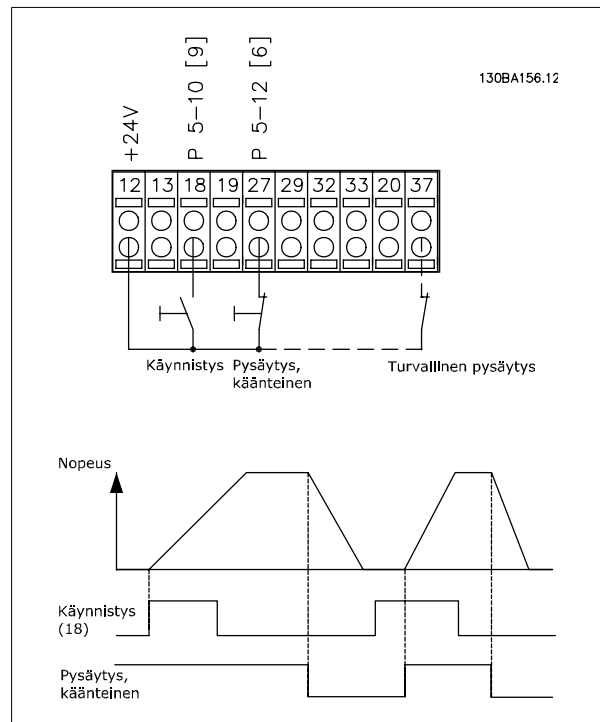 130BA156.12
+24V
P 5-10 [9]
P 5-12 [6]
12 13 18 19 27 29 32 33 20 37
Käynnistys
Pysäytys,
käänteinen
Turvallinen pysäytys
Nopeus
Käynnistys
(18)
Pysäytys,
käänteinen